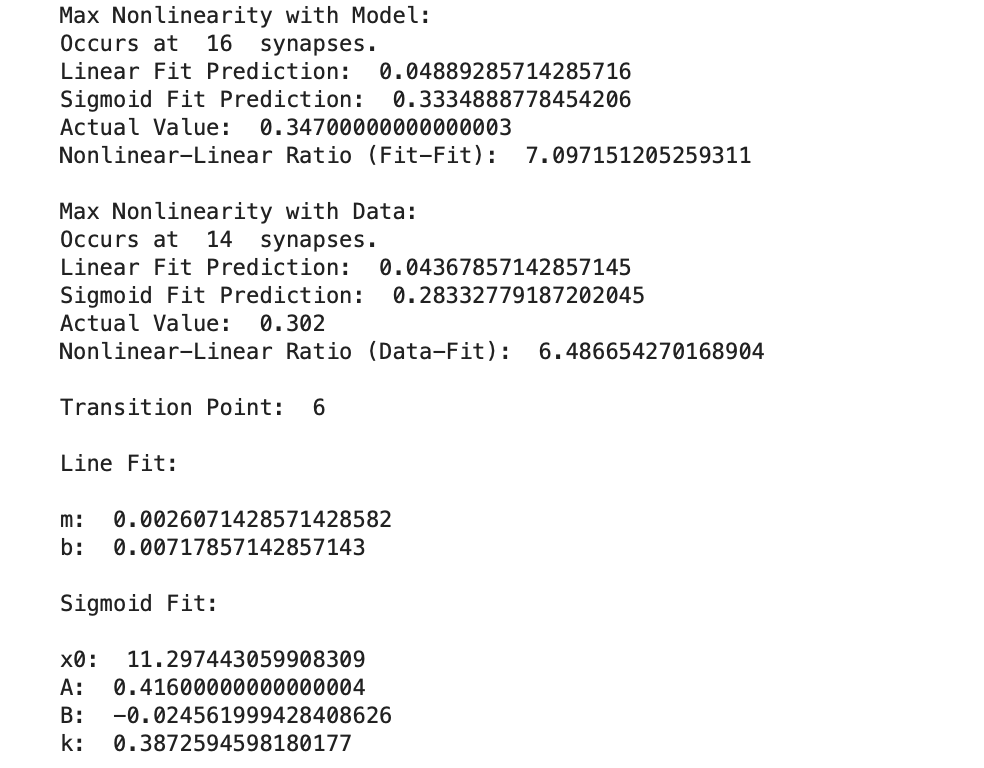 Max Nonlinearity with Model:
Occurs at  16  synapses.
Linear Fit Prediction:  0.04889285714285716
Sigmoid Fit Prediction:  0.3334888778454206
Actual Value:  0.34700000000000003
Nonlinear-Linear Ratio (Fit-Fit):  7.097151205259311

Max Nonlinearity with Data:
Occurs at  14  synapses.
Linear Fit Prediction:  0.04367857142857145
Sigmoid Fit Prediction:  0.28332779187202045
Actual Value:  0.302
Nonlinear-Linear Ratio (Data-Fit):  6.486654270168904

Transition Point:  6

Line Fit:

m:  0.0026071428571428582
b:  0.00717857142857143

Sigmoid Fit:

x0:  11.297443059908309
A:  0.41600000000000004
B:  -0.024561999428408626
k:  0.3872594598180177